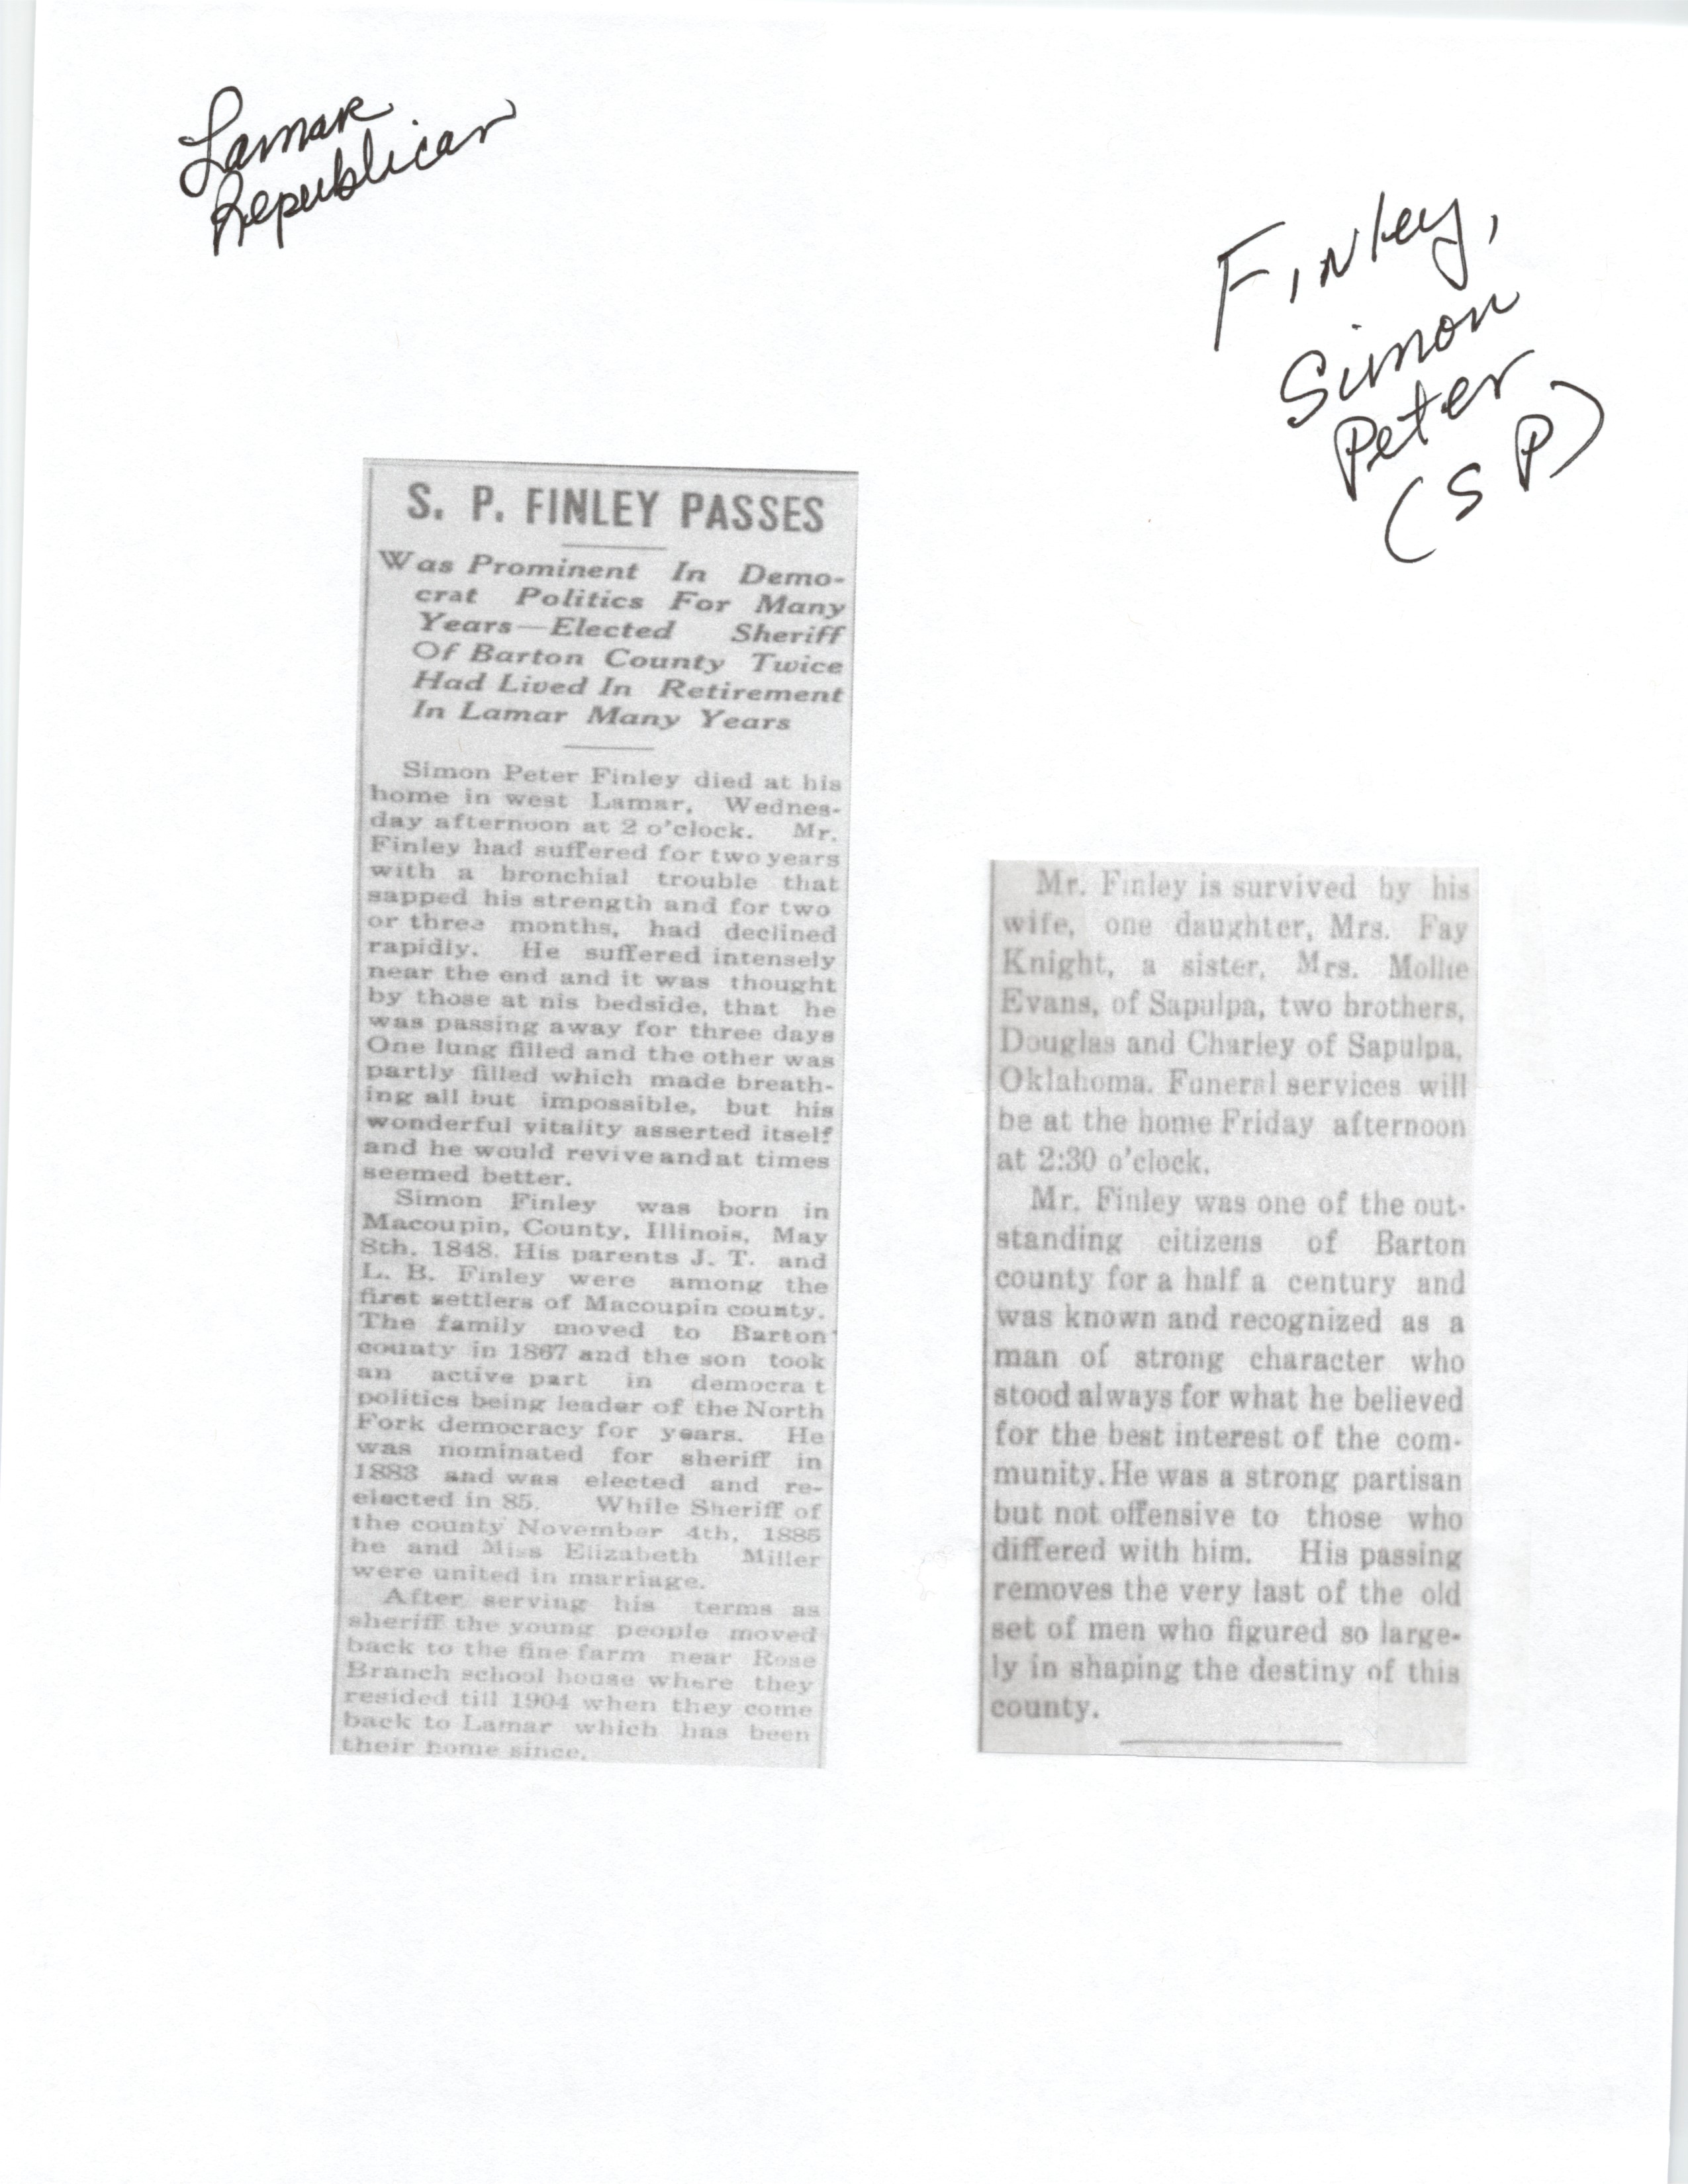 Lamar
Republican
Finley,
Simon
Peter
(S P)
S. P. FINLEY PASSES
Was Prominent In Demo-
crat Politics For Many
Years—Elected Sheriff
Of Barton County Twice
Had Lived In Retirement
In Lamar Many Years
Simon Peter Finley died at his
home in west Lamar, Wednes-
day afternoon at 2 o'clock. Mr.
Finley had suffered for two years
with a bronchial trouble that
sapped his strength and for two
or three months, had declined
rapidly. He suffered intensely
near the end and it was thought
by those at nis bedside, that he
was passing away for three days
One lung filled and the other was
partly filled which made breath-
ing all but impossible, but his
wonderful vitality asserted itself
and he would revive and at times
seemed better.
Simon Finley was born in
Macoupin, County, Illinois, May
8th, 1848. His parents J. T. and
L. B. Finley were among the
first settlers of Macoupin county.
The family moved to Barton
county in 1867 and the son took
an active part in democra t
politics being leader of the North
Fork democracy for years. He
was nominated for sheriff in
1883 and was elected and re-
elected in 85. While Sheriff of
the county November 4th, 1885
he and Miss Elizabeth Miller
were united in marriage.
After serving his terms as
sheriff the young people moved
back to the fine farm near Rose
Branch school house where they
resided till 1904 when they come
back to Lamar which has been
their home since.
Mr. Finley is survived by his
wife, one daughter, Mrs. Fay
Knight, a sister, Mrs. Mollie
Evans, of Sapulpa, two brothers,
Douglas and Charley of Sapulpa,
Oklahoma. Funeral services will
be at the home Friday afternoon
at 2:30 o'clock.
Mr. Finley was one of the out-
standing citizens of Barton
county for a half a century and
was known and recognized as a
man of strong character who
stood always for what he believed
for the best interest of the com-
munity. He was a strong partisan
but not offensive to those who
differed with him. His passing
removes the very last of the old
set of men who figured so large-
ly in shaping the destiny of this
county.